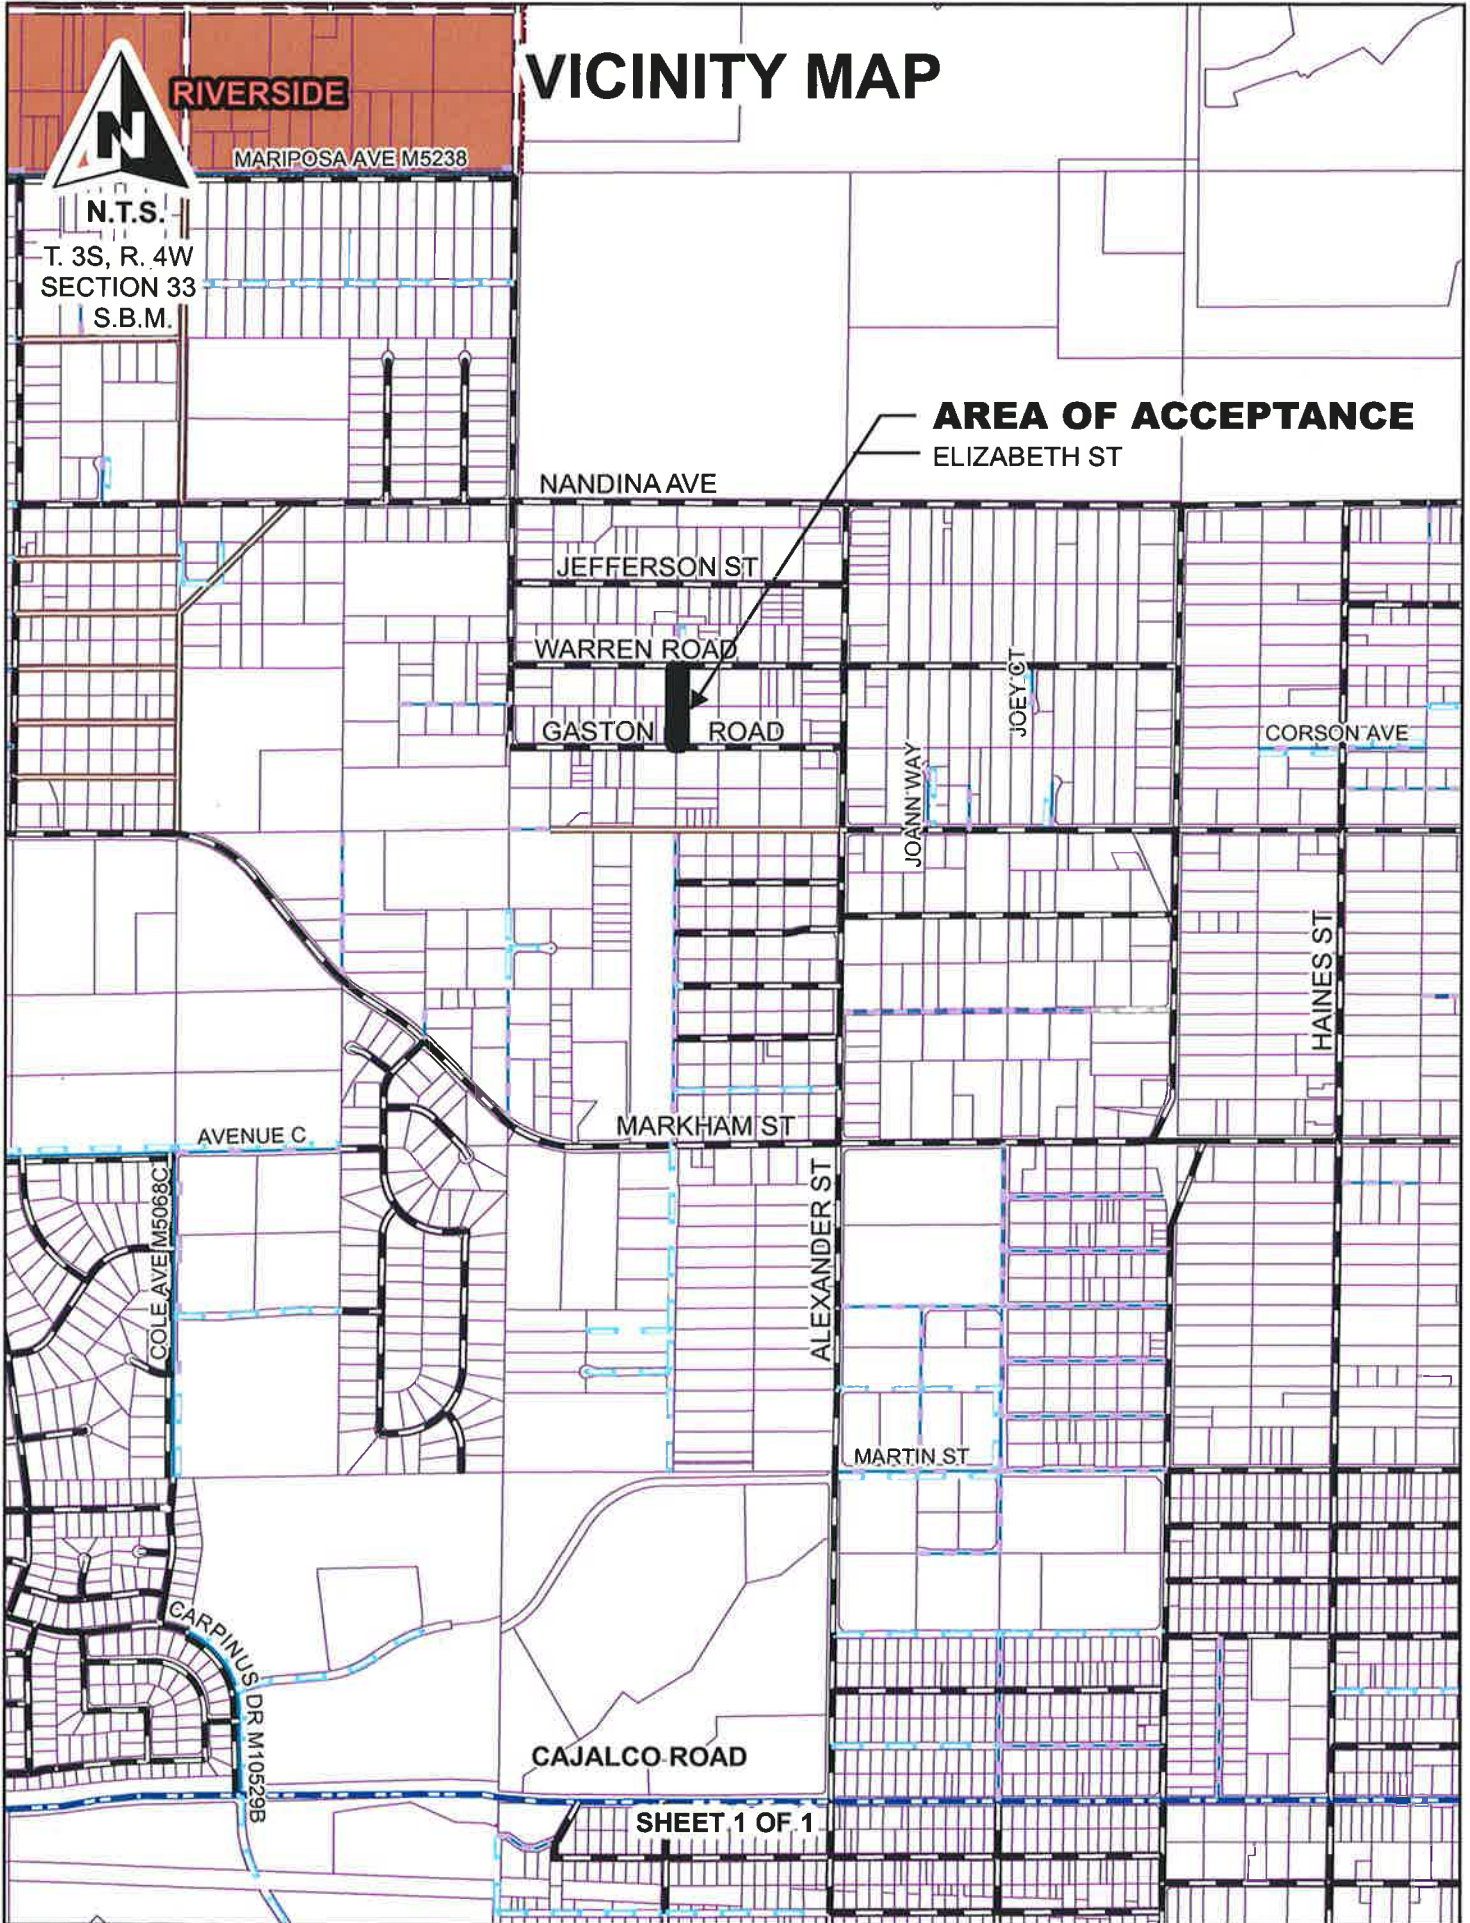 VICINITY MAP
RIVERSIDE
N
MARIPOSA AVE M5238
N.T.S.
T. 3S, R. 4W
SECTION 33
S.B.M.
AREA OF ACCEPTANCE
ELIZABETH ST
NANDINA AVE
JEFFERSON ST
WARREN ROAD
JOEY CT
GASTON ROAD
CORSON AVE
JOANN WAY
HAINES ST
MARKHAM ST
AVENUE C
COLE AVE M5068C
ALEXANDER ST
MARTIN ST
CARPINUS DR M10529B
CAJALCO ROAD
SHEET 1 OF 1